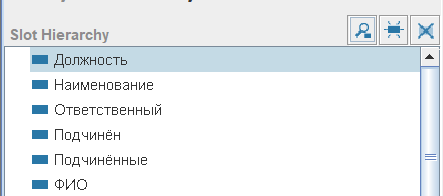 Slot Hierarchy
Должность
Наименование
Ответственный
Подчинён
Подчинённые
ФИО